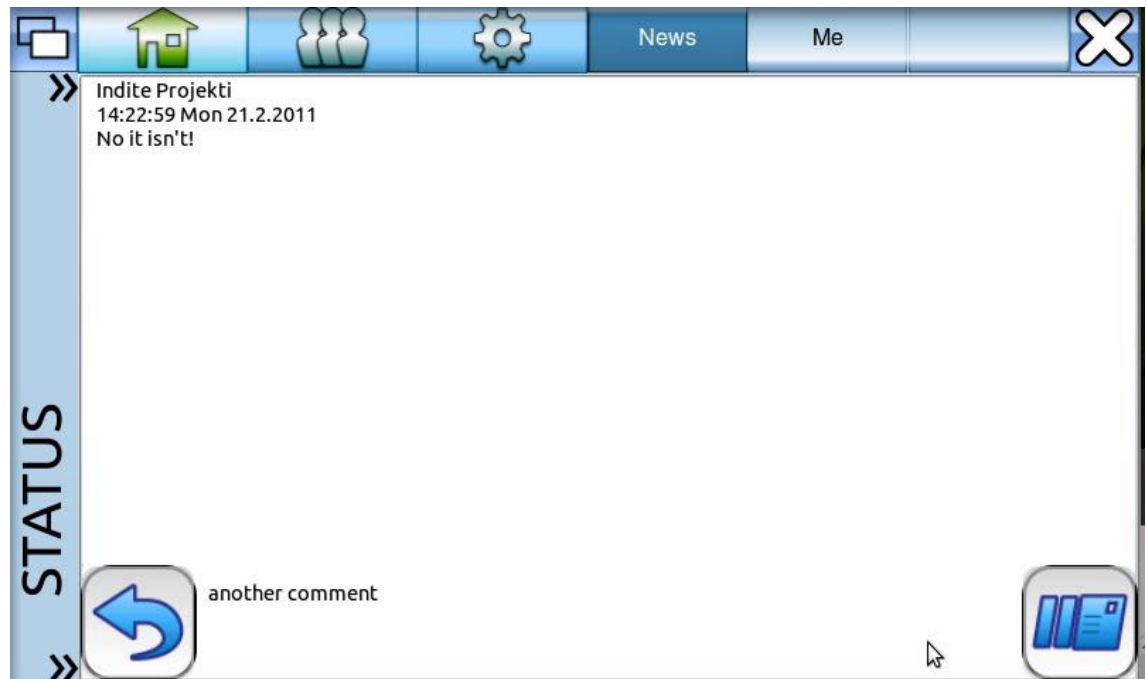 News
Me
Indite Projekti
14:22:59 Mon 21.2.2011
No it isn't!
STATUS
another comment